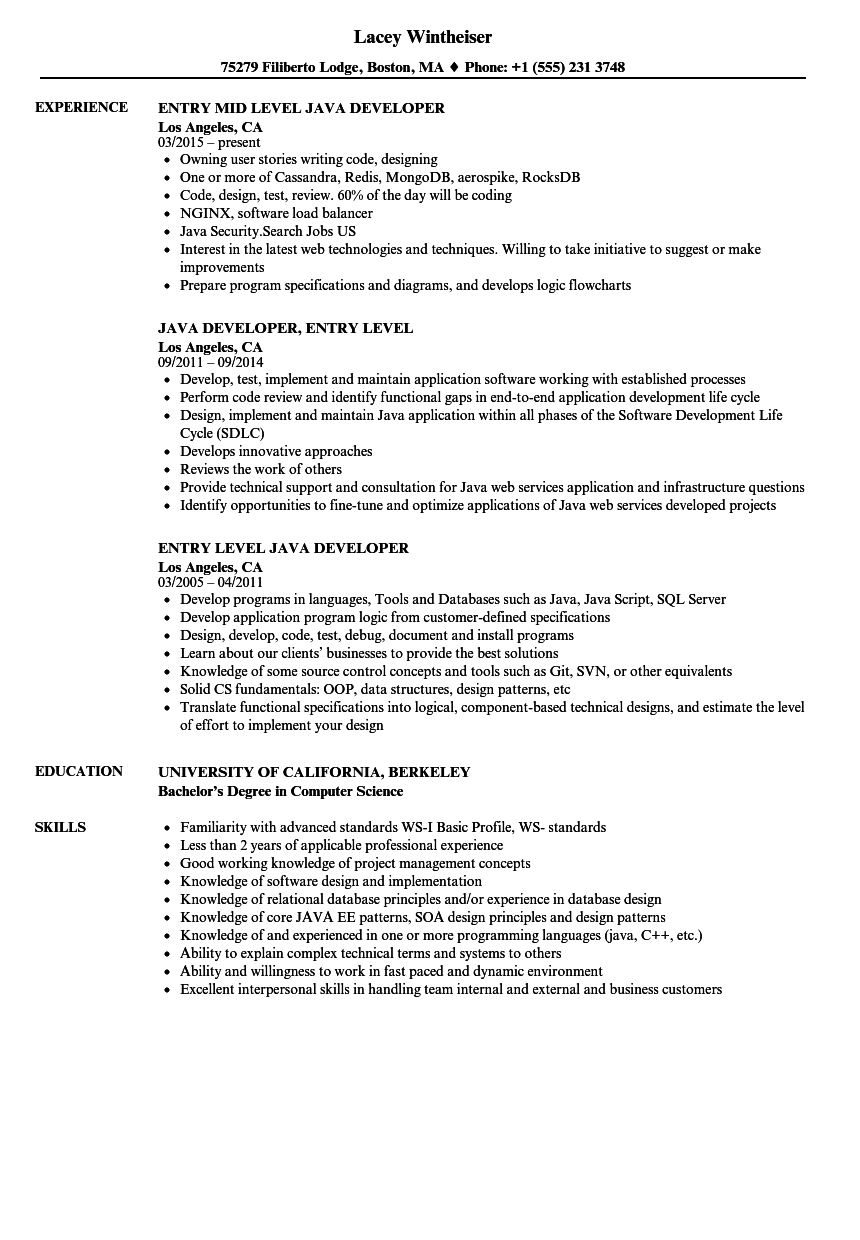 Lacey Wintheiser
75279 Filiberto Lodge, Boston, MA ♦ Phone: +1 (555) 231 3748
EXPERIENCE
ENTRY MID LEVEL JAVA DEVELOPER
Los Angeles, CA
03/2015 – present
• Owning user stories writing code, designing
• One or more of Cassandra, Redis, MongoDB, aerospike, RocksDB
• Code, design, test, review. 60% of the day will be coding
• NGINX, software load balancer
• Java Security.Search Jobs US
• Interest in the latest web technologies and techniques. Willing to take initiative to suggest or make
improvements
• Prepare program specifications and diagrams, and develops logic flowcharts
JAVA DEVELOPER, ENTRY LEVEL
Los Angeles, CA
09/2011 – 09/2014
• Develop, test, implement and maintain application software working with established processes
• Perform code review and identify functional gaps in end-to-end application development life cycle
• Design, implement and maintain Java application within all phases of the Software Development Life
Cycle (SDLC)
• Develops innovative approaches
• Reviews the work of others
• Provide technical support and consultation for Java web services application and infrastructure questions
• Identify opportunities to fine-tune and optimize applications of Java web services developed projects
ENTRY LEVEL JAVA DEVELOPER
Los Angeles, CA
03/2005 – 04/2011
• Develop programs in languages, Tools and Databases such as Java, Java Script, SQL Server
• Develop application program logic from customer-defined specifications
• Design, develop, code, test, debug, document and install programs
• Learn about our clients’ businesses to provide the best solutions
• Knowledge of some source control concepts and tools such as Git, SVN, or other equivalents
• Solid CS fundamentals: OOP, data structures, design patterns, etc
• Translate functional specifications into logical, component-based technical designs, and estimate the level
of effort to implement your design
EDUCATION
UNIVERSITY OF CALIFORNIA, BERKELEY
Bachelor’s Degree in Computer Science
SKILLS
• Familiarity with advanced standards WS-I Basic Profile, WS- standards
• Less than 2 years of applicable professional experience
• Good working knowledge of project management concepts
• Knowledge of software design and implementation
• Knowledge of relational database principles and/or experience in database design
• Knowledge of core JAVA EE patterns, SOA design principles and design patterns
• Knowledge of and experienced in one or more programming languages (java, C++, etc.)
• Ability to explain complex technical terms and systems to others
• Ability and willingness to work in fast paced and dynamic environment
• Excellent interpersonal skills in handling team internal and external and business customers